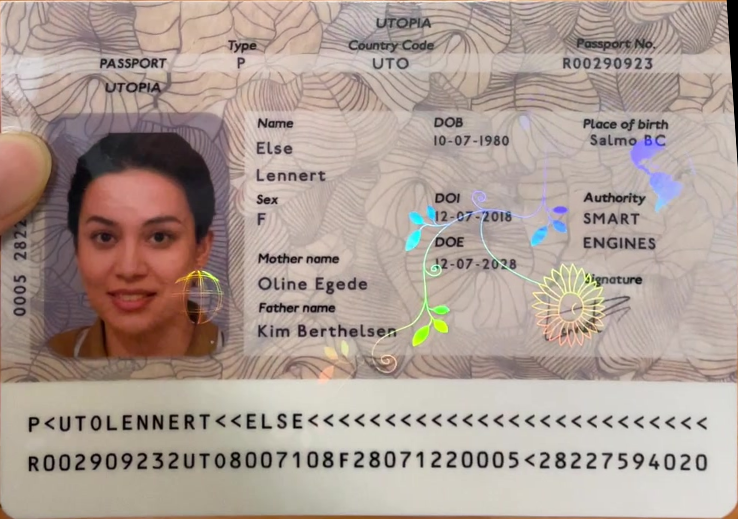 UTOPIA
Type Country Code Passport No.
PASSPORT P UTO R00290923
UTOPIA
Name DOB Place of birth
Else 10-07-1980 Salmo BC
Lennert
Sex DOI Authority
F 12-07-2018 SMART
DOE ENGINES
Mother name 12-07-2028
Oline Egede Signature
Father name
Kim Berthelsen
0005 2822
P<UTOLENNERT<<ELSE<<<<<<<<<<<<<<<<<<<<<<<<<<
R002909232UTO8007108F28071220005<28227594020